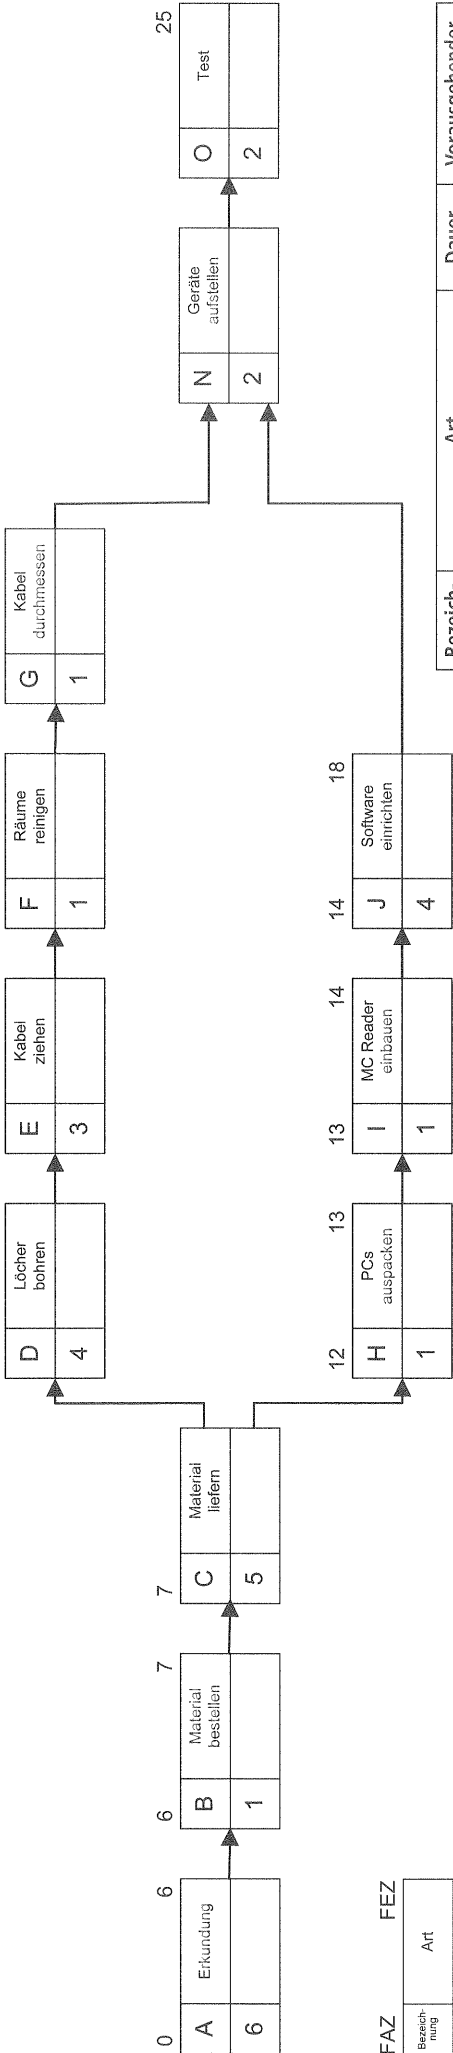 0 6
A Erkundung
6
6 7
B Material
bestellen
1
7
C Material
liefern
5
D Löcher
bohren
4
E Kabel
ziehen
3
F Räume
reinigen
1
G Kabel
durchmessen
1
12 13
H PCs
auspacken
1
13 14
I MC Reader
einbauen
1
14 18
J Software
einrichten
4
N Geräte
aufstellen
2
25
O Test
2
FAZ FEZ
Bezeich-
nung
Art
Bezeich- Art Dauer Vorausgehender